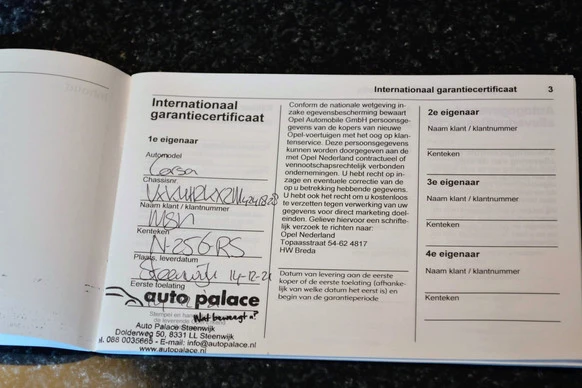 Internationaal garantiecertificaat 3
Internationaal
garantiecertificaat
1e eigenaar
Automodel
Corsa
Chassisnr.
Naam klant / klantnummer
Kenteken
N-256-RS
Plaats, leverdatum
Steenwijk 14-12-21
Eerste toelating
auto palace
Wat beweegt u?
Auto Palace Steenwijk
Dolderweg 50, 8331 LL Steenwijk
el. 088 0035665 - E-mail: info@autopalace.nl
www.autopalace.nl
Conform de nationale wetgeving in-
zake egevensbescherming bewaart
Opel Automobile GmbH persoonsge-
gevens van de kopers van nieuwe
Opel-voertuigen met het oog op klan-
tenservice. Deze persoonsgegevens
kunnen worden doorgegeven aan de
met Opel Nederland contractueel of
vennootschapsrechtelijk verbonden
ondernemingen. U hebt recht op in-
zage en eventuele correctie van de
op u betrekking hebbende gegevens.
U hebt ook het recht om u kosteloos
te verzetten tegen verwerking van uw
gegevens voor direct marketing doel-
einden. Gelieve hiervoor een schrifte-
lijk verzoek te richten naar:
Opel Nederland
Topaasstraat 54-62 4817
HW Breda
Datum van levering aan de eerste
koper of de eerste toelating (afhanke-
lijk van welke datum het eerst is) en
begin van de garantieperiode
2e eigenaar
Naam klant / klantnummer
Kenteken
3e eigenaar
Naam klant / klantnummer
Kenteken
4e eigenaar
Naam klant / klantnummer
Kenteken